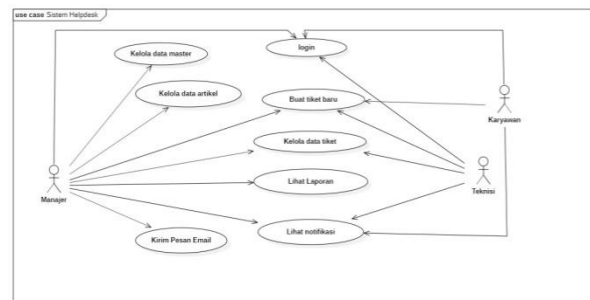 use case Sistem Helpdesk
login
Kelola data master
Kelola data artikel
Buat tiket baru
Karyawan
Kelola data tiket
Manajer
Lihat Laporan
Teknisi
Lihat notifikasi
Kirim Pesan Email